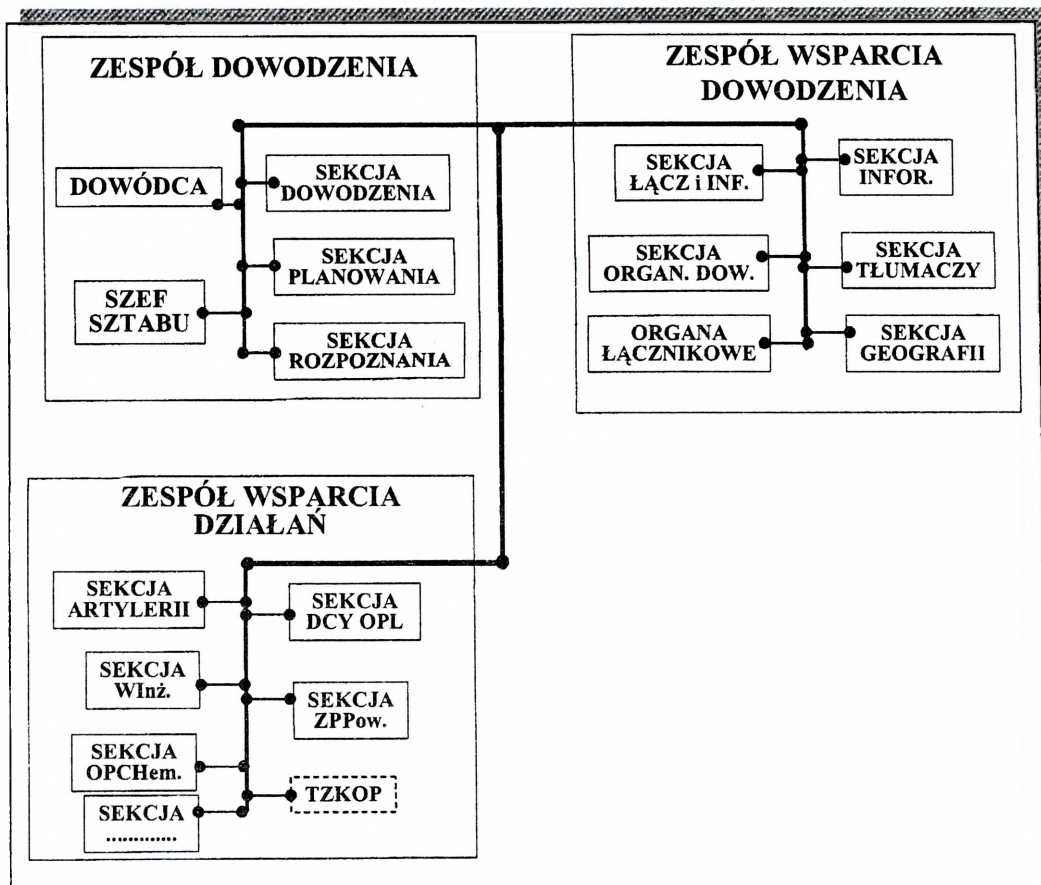 ZESPÓŁ DOWODZENIA
DOWÓDCA
SEKCJA
DOWODZENIA
SEKCJA
PLANOWANIA
SZEF
SZTABU
SEKCJA
ROZPOZNANIA
ZESPÓŁ WSPARCIA
DOWODZENIA
SEKCJA
ŁĄCZ i INF.
SEKCJA
INFOR.
SEKCJA
ORGAN. DOW.
SEKCJA
TŁUMACZY
ORGANA
ŁĄCZNIKOWE
SEKCJA
GEOGRAFII
ZESPÓŁ WSPARCIA
DZIAŁAŃ
SEKCJA
ARTYLERII
SEKCJA
DCY OPL
SEKCJA
WInż.
SEKCJA
ZPPow.
SEKCJA
OPCHem.
TZKOP
SEKCJA
.............